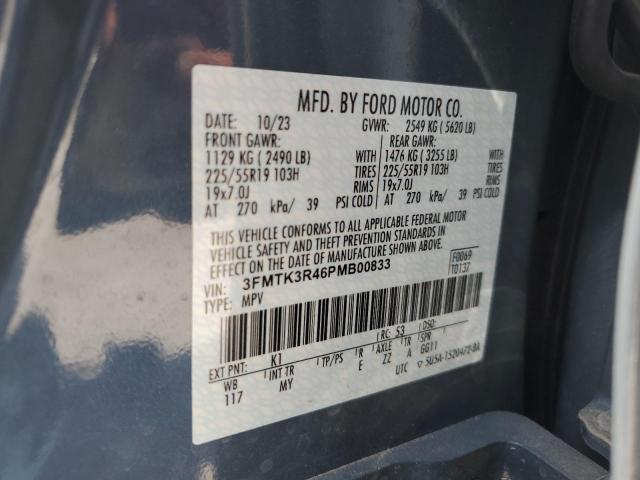 MFD. BY FORD MOTOR CO.
DATE: 10/23 GVWR: 2549 KG (5620 LB)
FRONT GAWR: REAR GAWR:
1129 KG (2490 LB) WITH 1476 KG (3255 LB) WITH
225/55R19 103H TIRES 225/55R19 103H TIRES
19x7.0J RIMS 19x7.0J RIMS
AT 270 kPa/ 39 PSI COLD AT 270 kPa/ 39 PSI COLD
THIS VEHICLE CONFORMS TO ALL APPLICABLE FEDERAL MOTOR
VEHICLE SAFETY AND THEFT PREVENTION STANDARDS IN
EFFECT ON THE DATE OF MANUFACTURE SHOWN ABOVE.
VIN: 3FMTK3R46PMB00833 F0069
TYPE: MPV T0137
EXT PNT: K1 RC: 53 DSO:
WB INT TR TP/PS R AXLE TR SPR
117 MY E ZZ A GG11
UTC 5U5A-1520472-BA